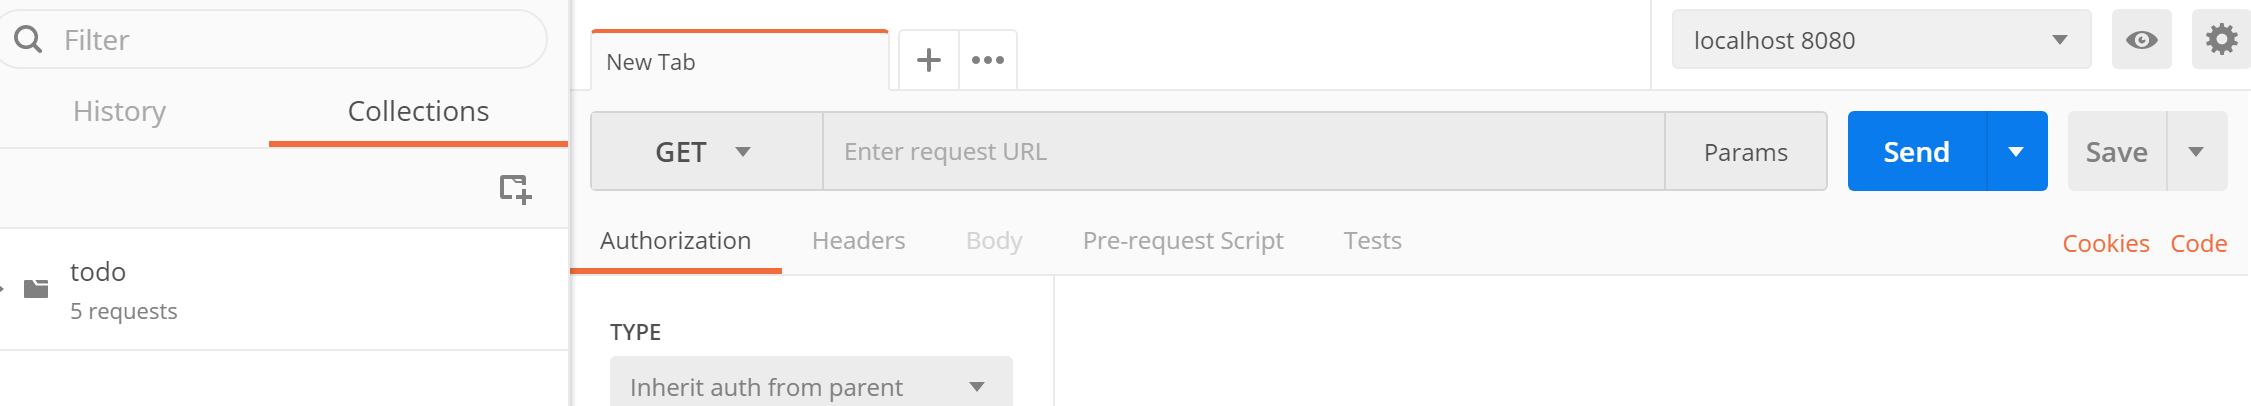 Filter
History Collections
todo
5 requests
New Tab
localhost 8080
GET Enter request URL Params Send Save
Authorization Headers Body Pre-request Script Tests Cookies Code
TYPE
Inherit auth from parent